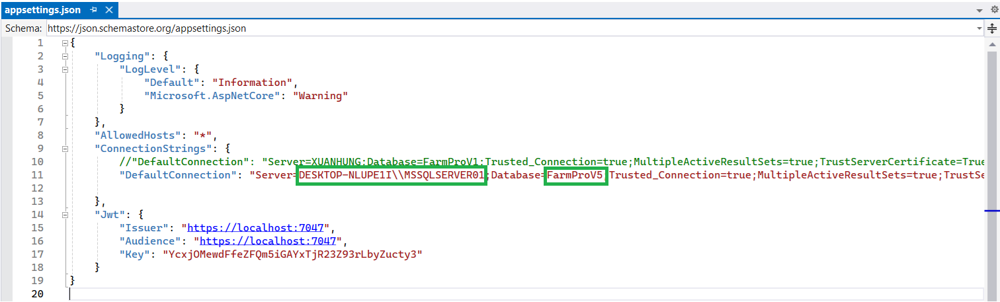 appsettings.json
Schema: https://json.schemastore.org/appsettings.json
1 {
2 "Logging": {
3 "LogLevel": {
4 "Default": "Information",
5 "Microsoft.AspNetCore": "Warning"
6 }
7 },
8 "AllowedHosts": "*",
9 "ConnectionStrings": {
10 //"DefaultConnection": "Server=XUANHUNG;Database=FarmProV1;Trusted_Connection=true;MultipleActiveResultSets=true;TrustServerCertificate=True
11 "DefaultConnection": "Server=DESKTOP-NLUPE1I\\MSSQLSERVER01;Database=FarmProV5;Trusted_Connection=true;MultipleActiveResultSets=true;TrustSe
12
13 },
14 "Jwt": {
15 "Issuer": "https://localhost:7047",
16 "Audience": "https://localhost:7047",
17 "Key": "YcxjOMewdFfeZFQm5iGAYxTjR23Z93rLbyZucty3"
18 }
19 }
20